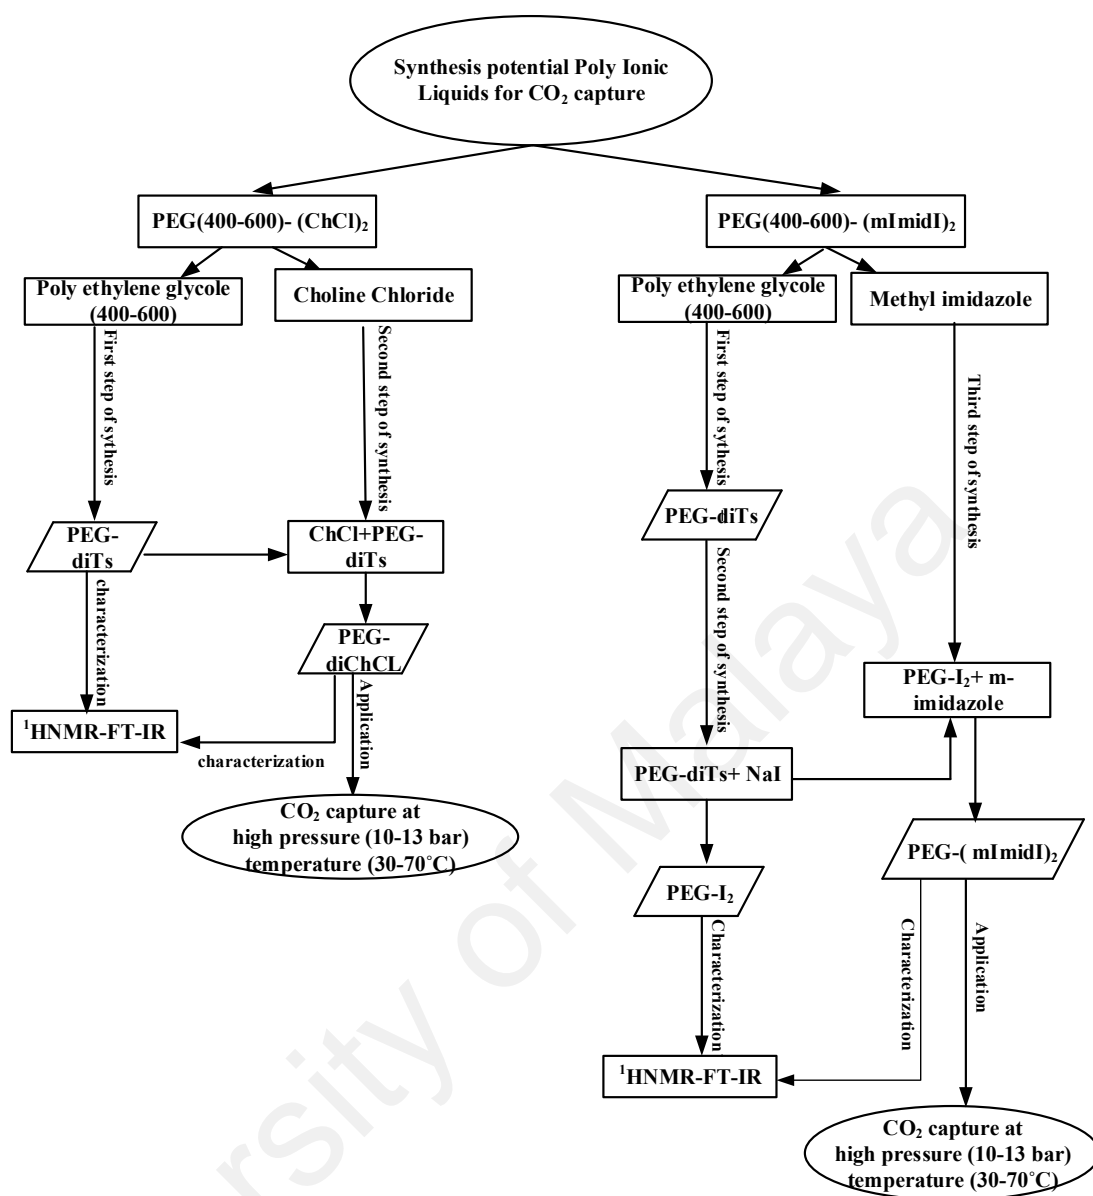 Synthesis potential Poly Ionic
Liquids for CO₂ capture
PEG(400-600)- (ChCl)₂
PEG(400-600)- (mImidI)₂
Poly ethylene glycole
(400-600)
Choline Chloride
Poly ethylene glycole
(400-600)
Methyl imidazole
First step of sythesis
Second step of synthesis
First step of sythesis
Third step of synthesis
PEG-
diTs
ChCl+PEG-
diTs
PEG-diTs
characterization
PEG-
diChCL
Second step of synthesis
PEG-I₂+ m-
imidazole
¹HNMR-FT-IR
characterization
Application
PEG-diTs+ NaI
CO₂ capture at
high pressure (10-13 bar)
temperature (30-70°C)
PEG-( mImidI)₂
PEG-I₂
Characterization
Characterization
Application
¹HNMR-FT-IR
CO₂ capture at
high pressure (10-13 bar)
temperature (30-70°C)
rsity of Malaya